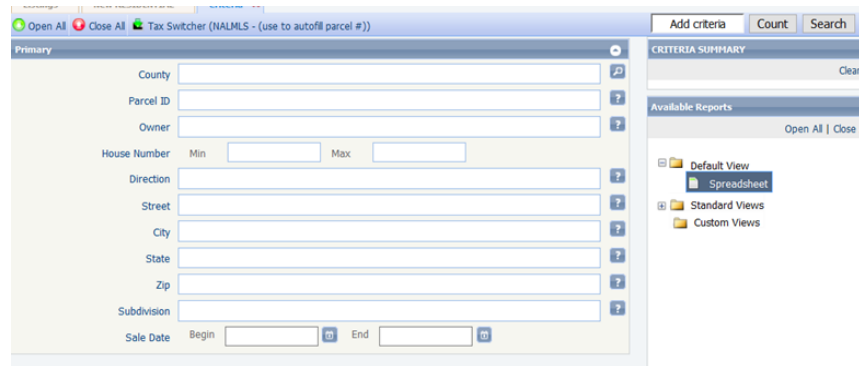 Open All Close All Tax Switcher (NALMLS - (use to autofill parcel #))
Add criteria Count Search
Primary
County
Parcel ID
Owner
House Number Min Max
Direction
Street
City
State
Zip
Subdivision
Sale Date Begin End
CRITERIA SUMMARY
Clear
Available Reports
Open All | Close
Default View
Spreadsheet
Standard Views
Custom Views